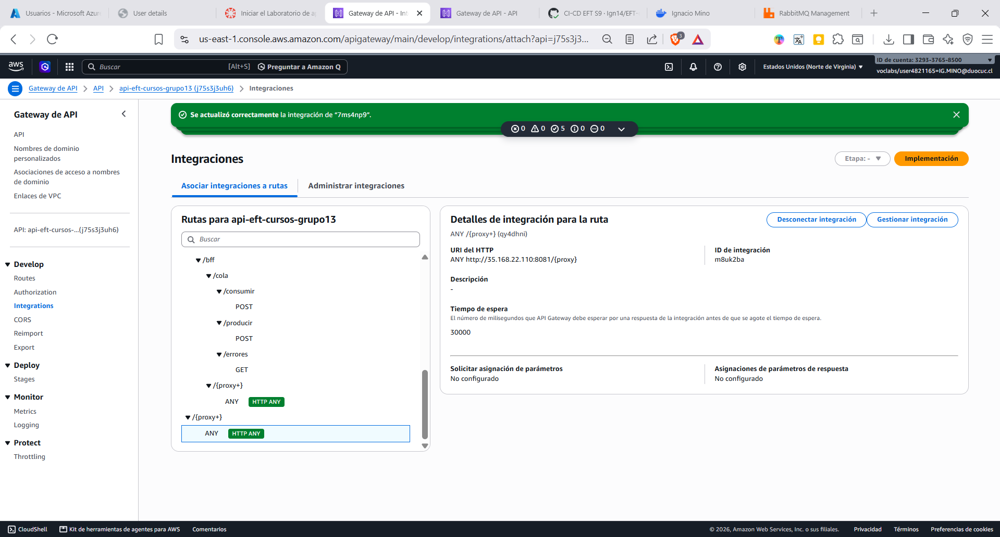 Usuarios - Microsoft Azure
User details
Iniciar el Laboratorio de a
Gateway de API - Int
Gateway de API - API
CI-CD EFT S9 · Ign14/EFT-
Ignacio Mino
RabbitMQ Management
us-east-1.console.aws.amazon.com/apigateway/main/develop/integrations/attach?api=j75s3j3...
3
aws
Buscar
[Alt+S]
Preguntar a Amazon Q
Estados Unidos (Norte de Virginia)
ID de cuenta: 3293-3765-8500
voclabs/user4821165=IG.MINO@duocuc.cl
Gateway de API
API
api-eft-cursos-grupo13 (j75s3j3uh6)
Integraciones
Gateway de API
API
Nombres de dominio
personalizados
Asociaciones de acceso a nombres
de dominio
Enlaces de VPC
API: api-eft-cursos-...(j75s3j3uh6)
Develop
Routes
Authorization
Integrations
CORS
Reimport
Export
Deploy
Stages
Monitor
Metrics
Logging
Protect
Throttling
Se actualizó correctamente la integración de "7ms4np9".
0 0 5 0 0
Integraciones
Etapa: -
Implementación
Asociar integraciones a rutas
Administrar integraciones
Rutas para api-eft-cursos-grupo13
Buscar
/bff
/cola
/consumir
POST
/producir
POST
/errores
GET
/{proxy+}
ANY HTTP ANY
/{proxy+}
ANY HTTP ANY
Detalles de integración para la ruta
Desconectar integración
Gestionar integración
ANY /{proxy+} (qy4dhni)
URI del HTTP
ANY http://35.168.22.110:8081/{proxy}
ID de integración
m8uk2ba
Descripción
-
Tiempo de espera
El número de milisegundos que API Gateway debe esperar por una respuesta de la integración antes de que se agote el tiempo de espera.
30000
Solicitar asignación de parámetros
No configurado
Asignaciones de parámetros de respuesta
No configurado
CloudShell
Kit de herramientas de agentes para AWS
Comentarios
© 2026, Amazon Web Services, Inc. o sus filiales.
Privacidad
Términos
Preferencias de cookies